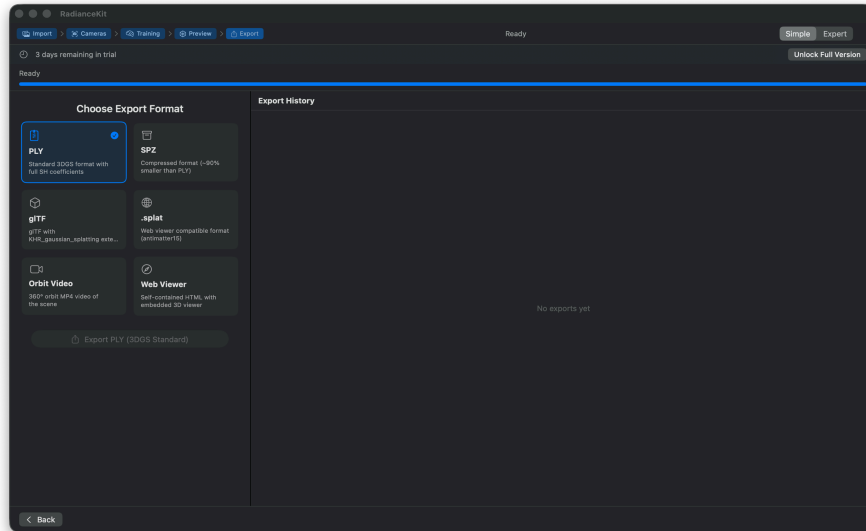 RadianceKit
Import
Cameras
Training
Preview
Export
Ready
Simple
Expert
3 days remaining in trial
Unlock Full Version
Ready
Choose Export Format
Export History
PLY
Standard 3DGS format with
full SH coefficients
SPZ
Compressed format (~90%
smaller than PLY)
glTF
glTF with
KHR_gaussian_splatting exte...
.splat
Web viewer compatible format
(antimatter15)
Orbit Video
360° orbit MP4 video of
the scene
Web Viewer
Self-contained HTML with
embedded 3D viewer
No exports yet
Export PLY (3DGS Standard)
Back